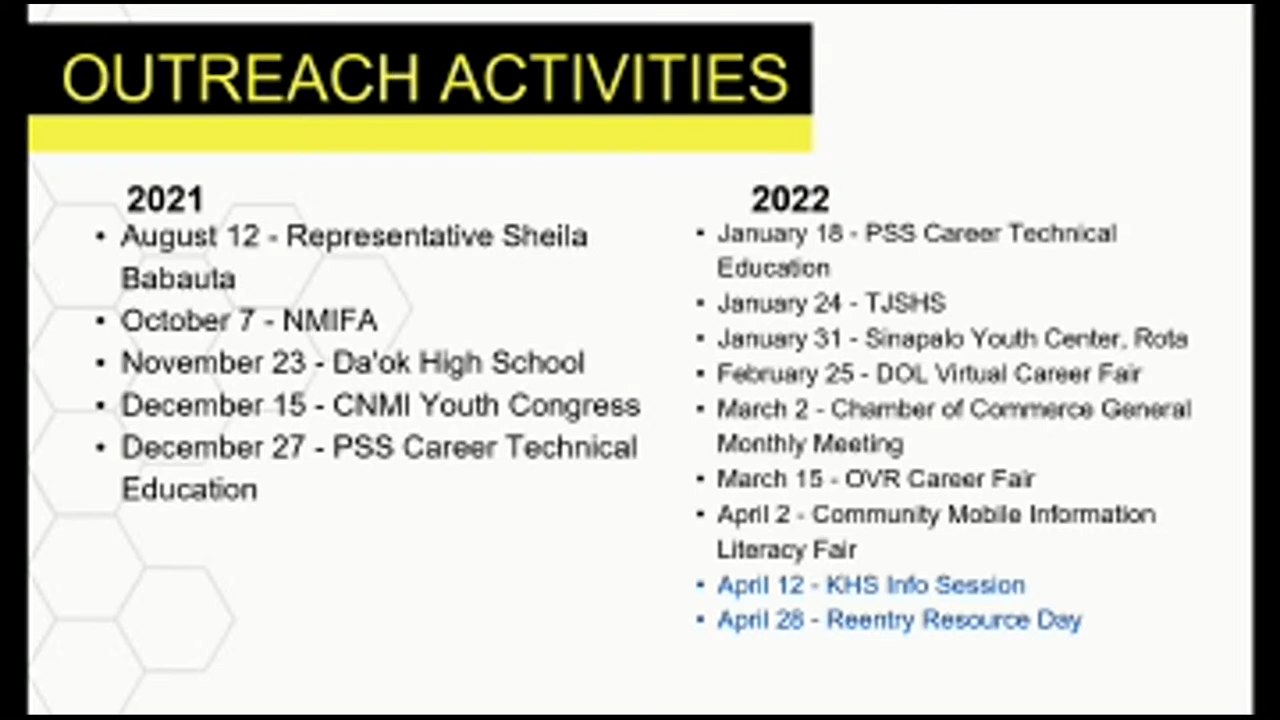 OUTREACH ACTIVITIES
2021
• August 12 - Representative Sheila
Babauta
• October 7 - NMIFA
• November 23 - Da'ok High School
• December 15 - CNMI Youth Congress
• December 27 - PSS Career Technical
Education
2022
• January 18 - PSS Career Technical
Education
• January 24 - TJSHS
• January 31 - Sinapalo Youth Center, Rota
• February 25 - DOL Virtual Career Fair
• March 2 - Chamber of Commerce General
Monthly Meeting
• March 15 - OVR Career Fair
• April 2 - Community Mobile Information
Literacy Fair
• April 12 - KHS Info Session
• April 28 - Reentry Resource Day